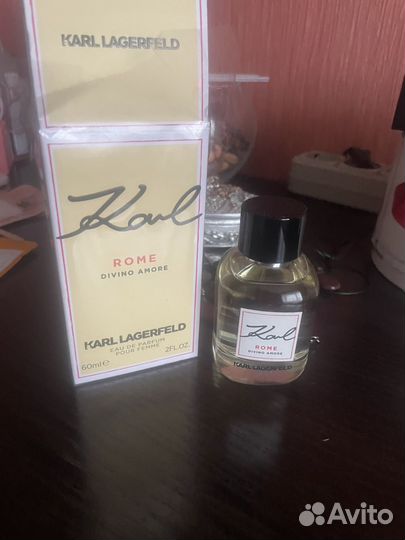 KARL LAGERFELD
Karl
ROME
DIVINO AMORE
KARL LAGERFELD
EAU DE PARFUM
POUR FEMME
60ml e 2FL.OZ.
Karl
ROME
DIVINO AMORE
KARL LAGERFELD
Avito